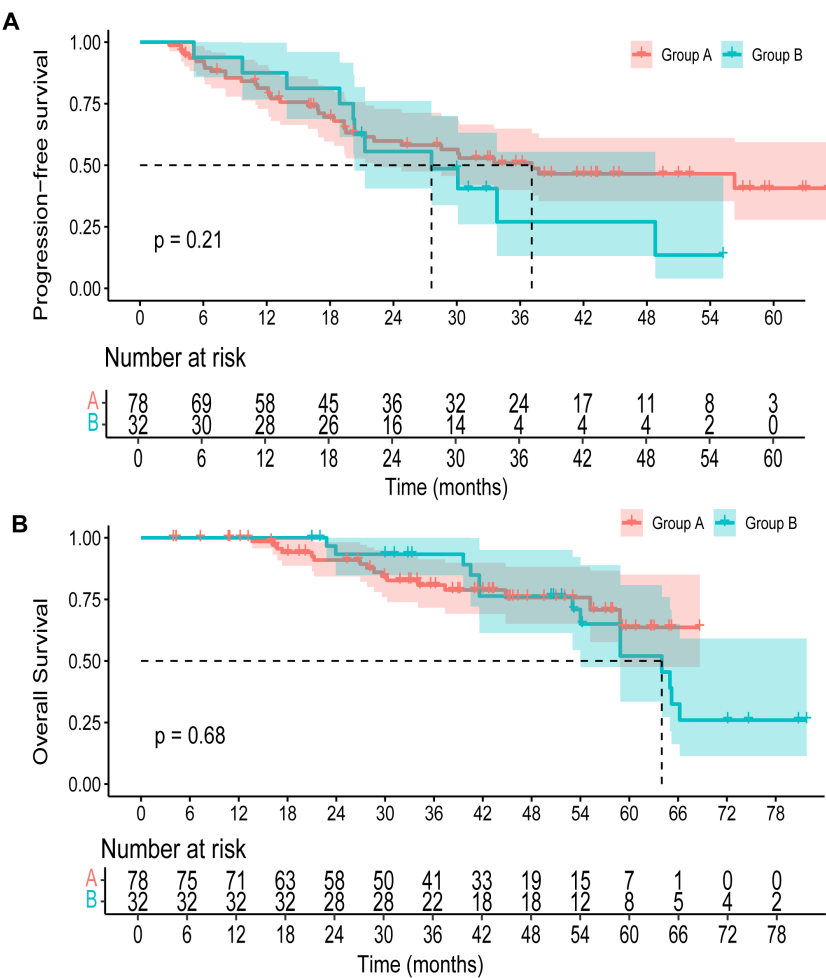 A
Progression-free survival
1.00
0.75
0.50
0.25
0.00
Group A Group B
p = 0.21
0 6 12 18 24 30 36 42 48 54 60
Number at risk
A 78 69 58 45 36 32 24 17 11 8 3
B 32 30 28 26 16 14 4 4 4 2 0
0 6 12 18 24 30 36 42 48 54 60
Time (months)
B
Overall Survival
1.00
0.75
0.50
0.25
0.00
Group A Group B
p = 0.68
0 6 12 18 24 30 36 42 48 54 60 66 72 78
Number at risk
A 78 75 71 63 58 50 41 33 19 15 7 1 0 0
B 32 32 32 32 28 28 22 18 18 12 8 5 4 2
0 6 12 18 24 30 36 42 48 54 60 66 72 78
Time (months)